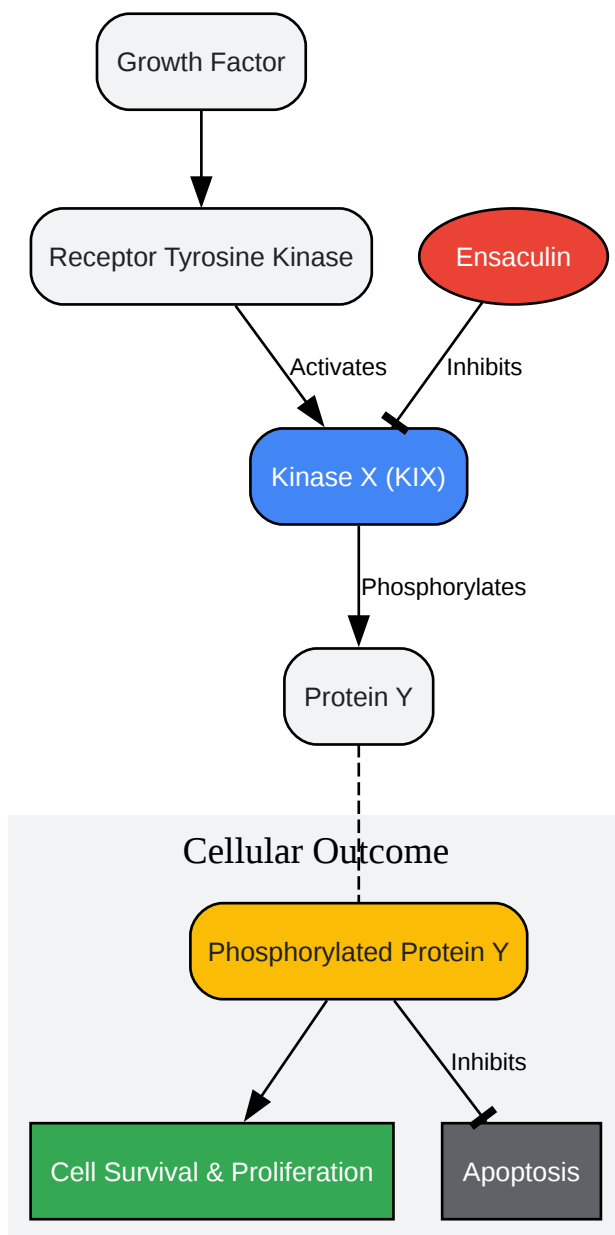 Growth Factor
Receptor Tyrosine Kinase
Ensaculin
Activates
Inhibits
Kinase X (KIX)
Phosphorylates
Protein Y
Cellular Outcome
Phosphorylated Protein Y
Inhibits
Cell Survival & Proliferation
Apoptosis